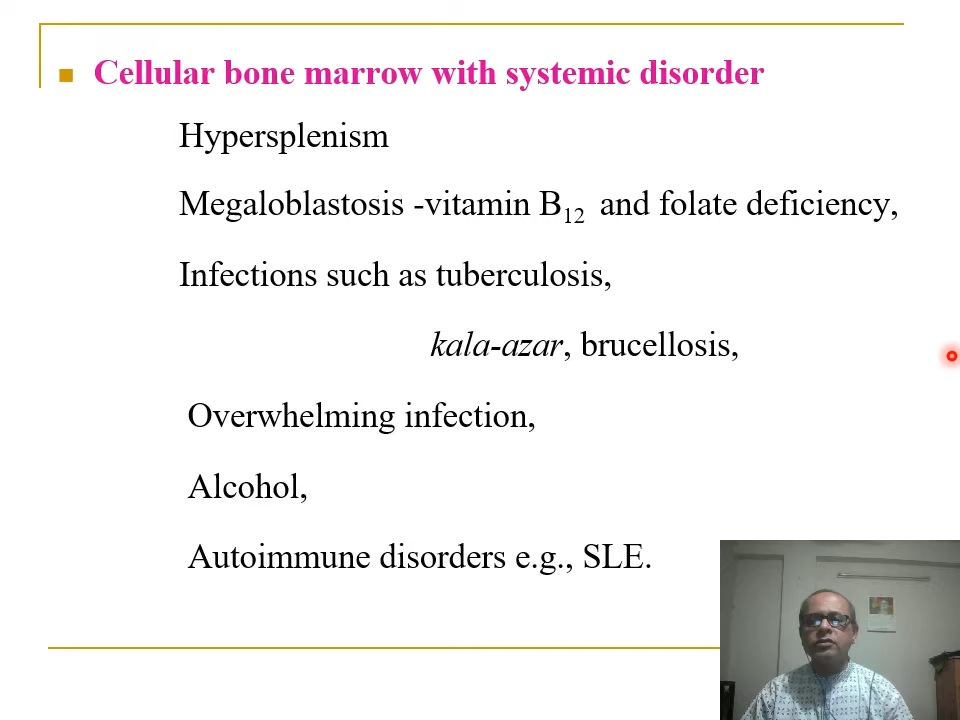 Cellular bone marrow with systemic disorder
Hypersplenism
Megaloblastosis -vitamin B12 and folate deficiency,
Infections such as tuberculosis,
kala-azar, brucellosis,
Overwhelming infection,
Alcohol,
Autoimmune disorders e.g., SLE.